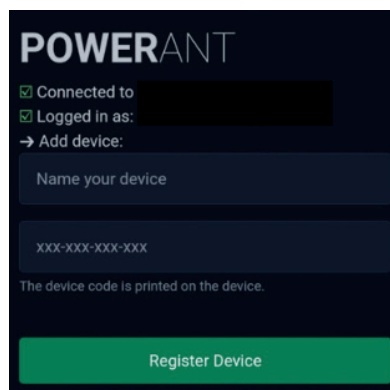 POWERANT
Connected to
Logged in as:
→ Add device:
Name your device
xxx-xxx-xxx-xxx
The device code is printed on the device.
Register Device